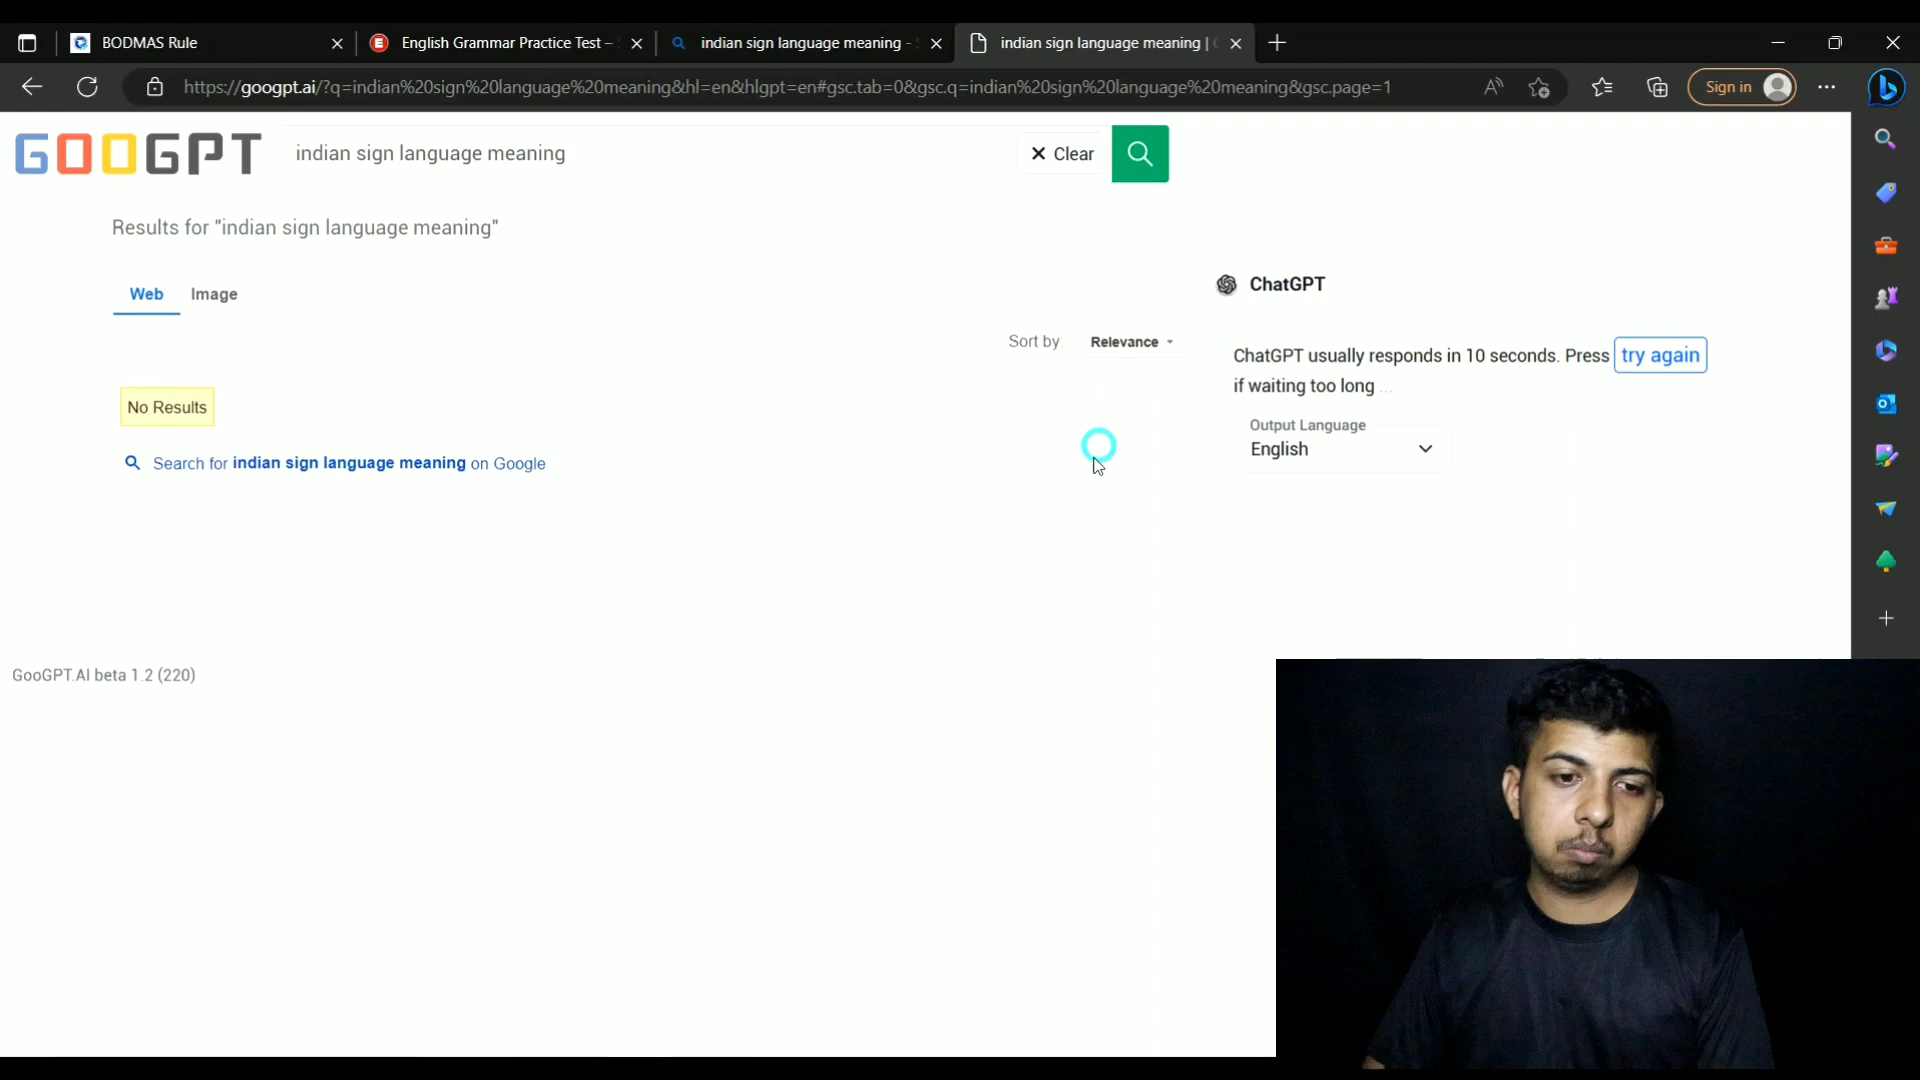 BODMAS Rule
English Grammar Practice Test –
indian sign language meaning -
indian sign language meaning |
https://googpt.ai/?q=indian%20sign%20language%20meaning&hl=en&hlgpt=en#gsc.tab=0&gsc.q=indian%20sign%20language%20meaning&gsc.page=1
Sign in
GOOGPT
indian sign language meaning
Clear
Results for "indian sign language meaning"
Web
Image
ChatGPT
Sort by
Relevance
ChatGPT usually responds in 10 seconds. Press try again
if waiting too long ...
No Results
Output Language
English
Search for indian sign language meaning on Google
GooGPT.AI beta 1.2 (220)